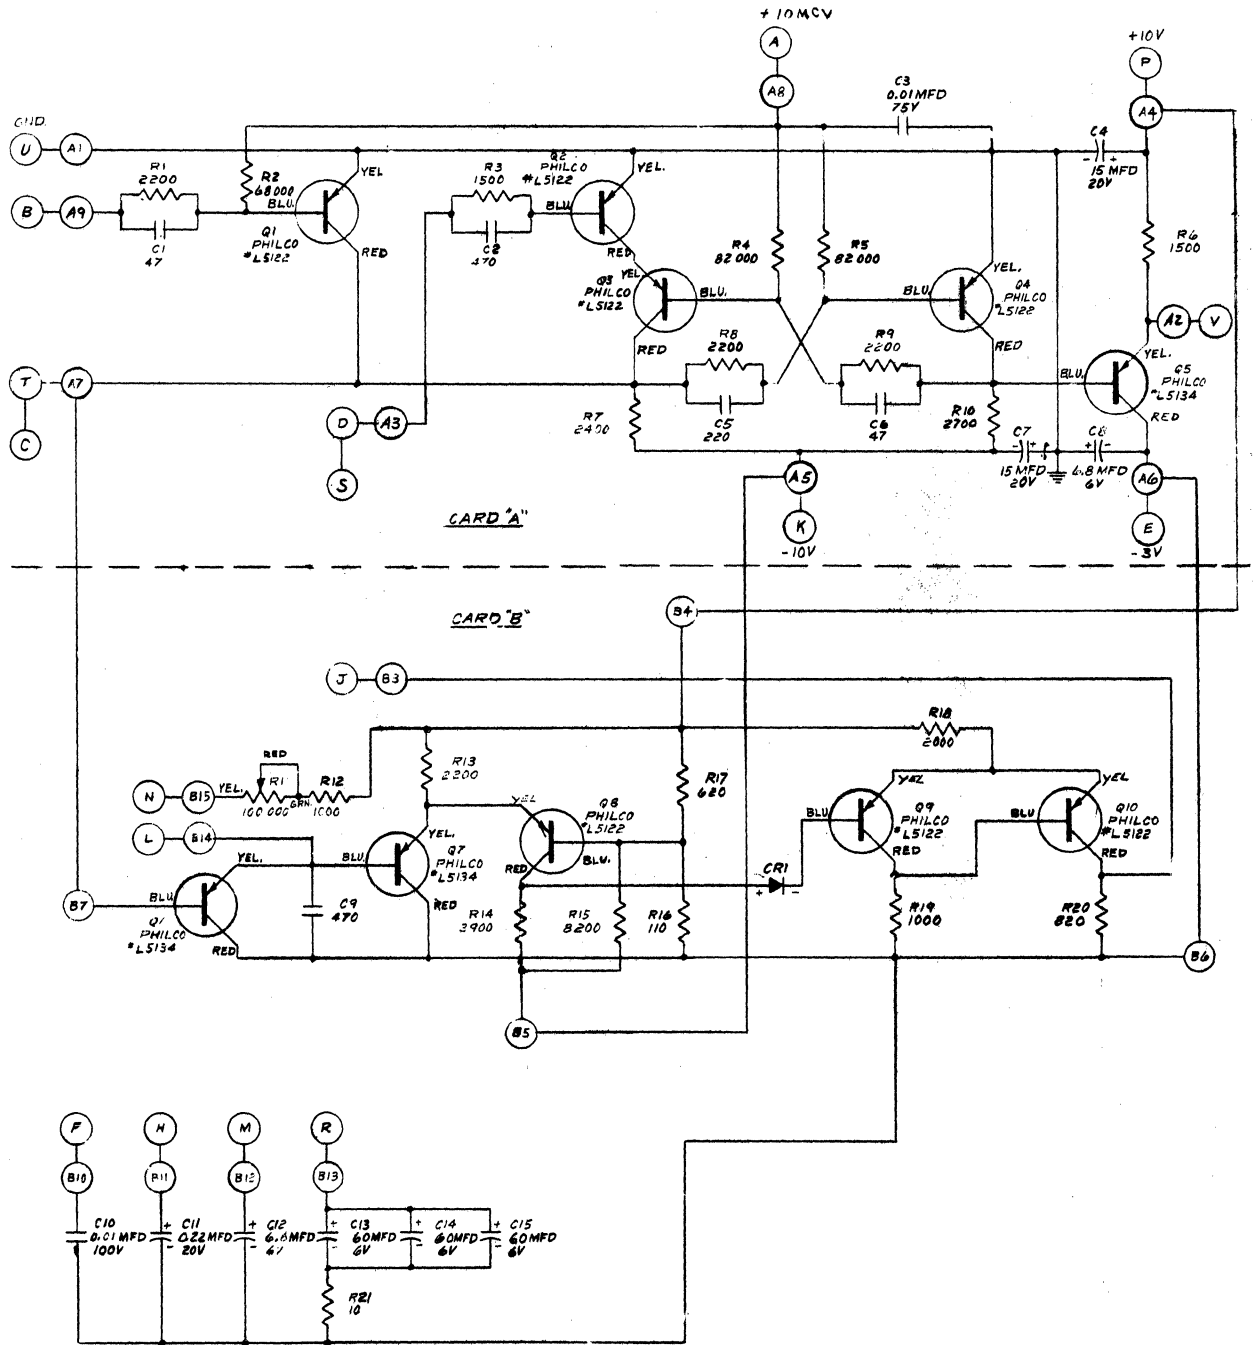 +10MCV
A
+10V
P
A8
C3
0.01MFD
75V
A4
GND.
U
A1
C4
- +
15 MFD
20V
R1
2200
R2
68000
YEL
R3
1500
Q2
PHILCO
#L5122
YEL.
B
A9
BLU.
C1
47
Q1
PHILCO
#L5122
RED
BLU
C2
470
RED
R4
82000
R5
82000
R6
1500
YEL.
Q3
PHILCO
#L5122
BLU.
BLU.
YEL.
Q4
PHILCO
#L5122
A2
V
RED
R8
2200
R9
2200
RED
YEL.
T
A7
BLU.
Q5
PHILCO
#L5134
RED
C
D
A3
R7
2400
C5
220
C6
47
R10
2700
C7
- +
15 MFD
20V
C8
+ -
6.8MFD
6V
S
A5
A6
K
-10V
E
-3V
CARD "A"
CARD "B"
B4
J
B3
R18
2000
RED
R13
2200
N
B15
YEL.
R1
100 000
GRN.
R12
1000
R17
620
YEL
Q8
PHILCO
#L5122
YEL
Q9
PHILCO
#L5122
YEL
Q10
PHILCO
#L5122
BLU
BLU
L
B14
YEL.
BLU.
YEL.
Q7
PHILCO
#L5134
RED
BLU.
RED
CR1
+ -
RED
RED
B7
BLU
PHILCO
#L5134
RED
C9
470
RED
R14
3900
R15
8200
R16
110
R19
1000
R20
820
B6
B5
F
H
M
R
B10
B11
B12
B13
C10
0.01 MFD
100V
+
-
C11
0.22MFD
20V
+
-
C12
6.8MFD
+
-
C13
60MFD
6V
+
-
C14
60MFD
6V
+
-
C15
60MFD
6V
R21
10